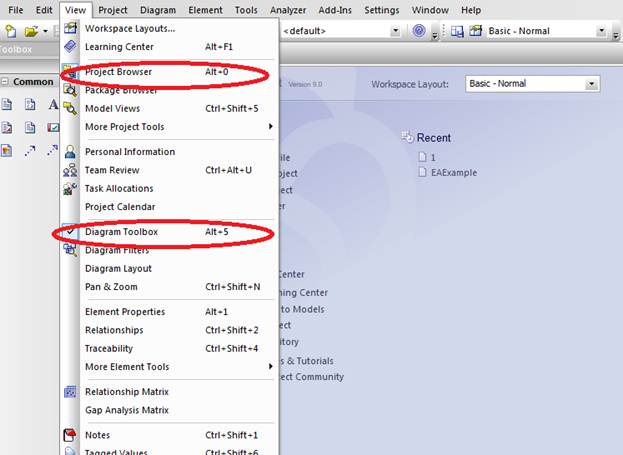 File Edit View Project Diagram Element Tools Analyzer Add-Ins Settings Window Help
<default> Basic - Normal
Toolbox
Common
Workspace Layouts...
Learning Center Alt+F1
Project Browser Alt+0
Package Browser
Model Views Ctrl+Shift+5
More Project Tools
Personal Information
Team Review Ctrl+Alt+U
Task Allocations
Project Calendar
Diagram Toolbox Alt+5
Diagram Filters
Diagram Layout
Pan & Zoom Ctrl+Shift+N
Element Properties Alt+1
Relationships Ctrl+Shift+2
Traceability Ctrl+Shift+4
More Element Tools
Relationship Matrix
Gap Analysis Matrix
Notes Ctrl+Shift+1
Tagged Values Ctrl+Shift+6
Version 9.0 Workspace Layout: Basic - Normal
Recent
1
EAExample
Center
ning Center
to Models
ect
itory
s & Tutorials
ect Community